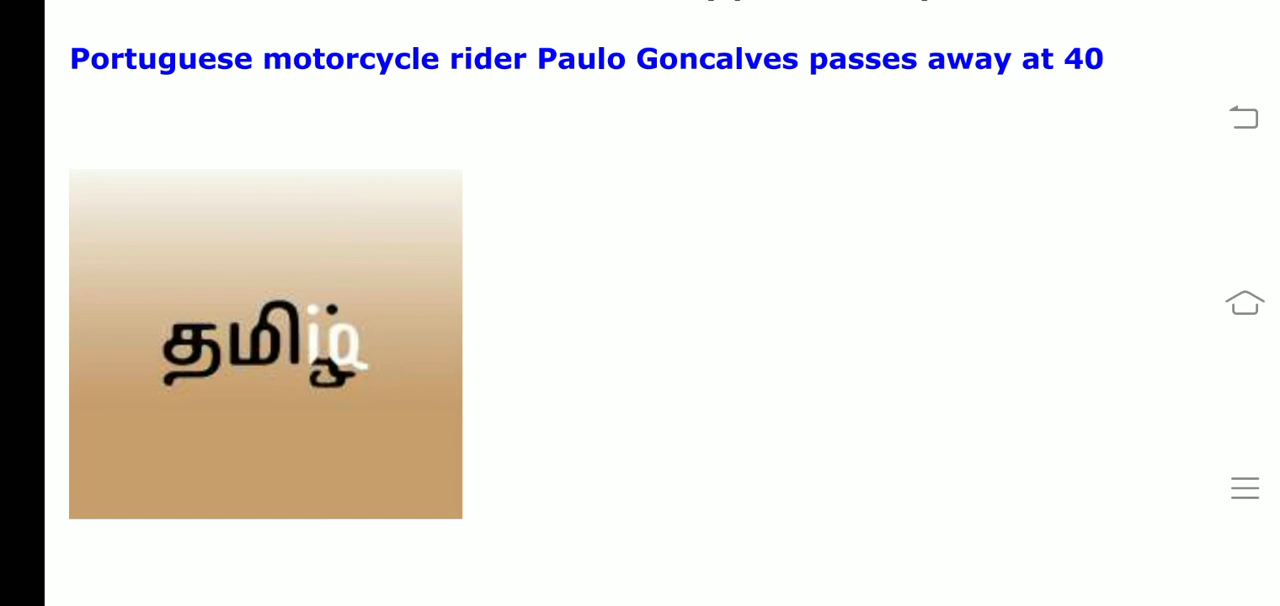 Portuguese motorcycle rider Paulo Goncalves passes away at 40
தமிழ்